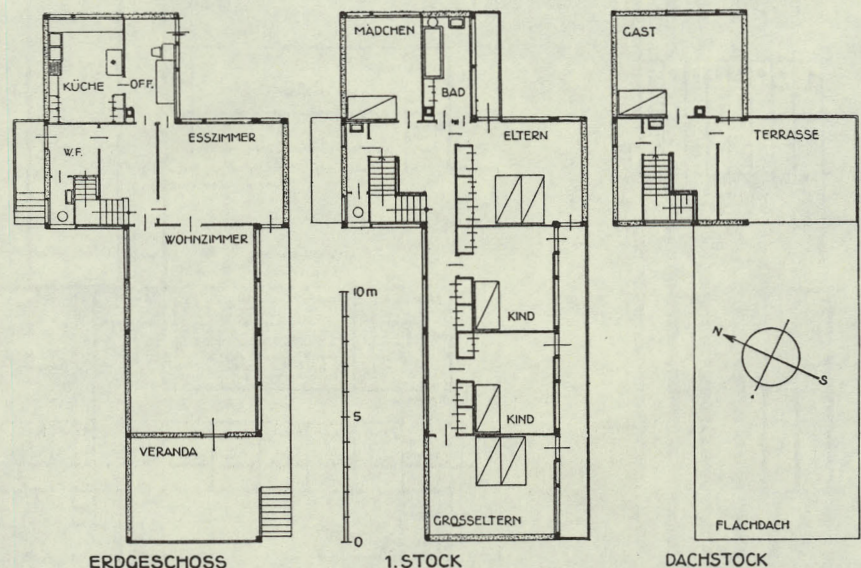 KÜCHE
OFF.
ESSZIMMER
W.F.
WOHNZIMMER
VERANDA
ERDGESCHOSS
MÄDCHEN
BAD
ELTERN
KIND
KIND
GROSSELTERN
1. STOCK
10 m
5
0
GAST
TERRASSE
N
S
FLACHDACH
DACHSTOCK